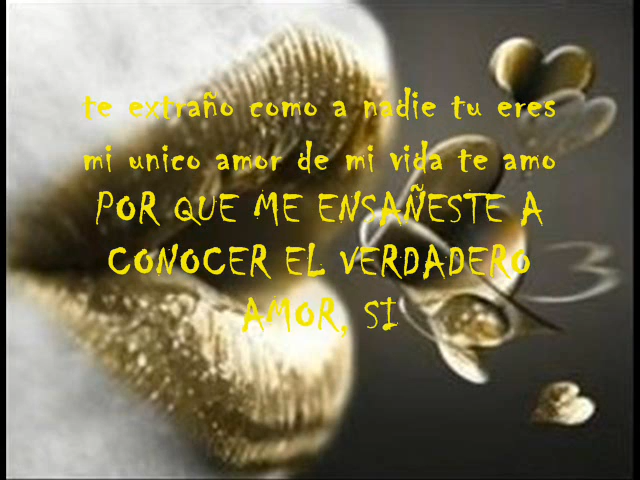 te extraño como a nadie tu eres
mi unico amor de mi vida te amo
POR QUE ME ENSAÑESTE A
CONOCER EL VERDADERO
AMOR, SI